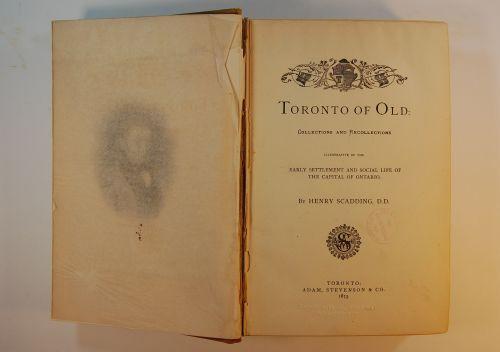 TORONTO OF OLD:
COLLECTIONS AND RECOLLECTIONS
ILLUSTRATIVE OF THE
EARLY SETTLEMENT AND SOCIAL LIFE OF
THE CAPITAL OF ONTARIO.
BY HENRY SCADDING, D.D.
TORONTO:
ADAM, STEVENSON & CO.
1873